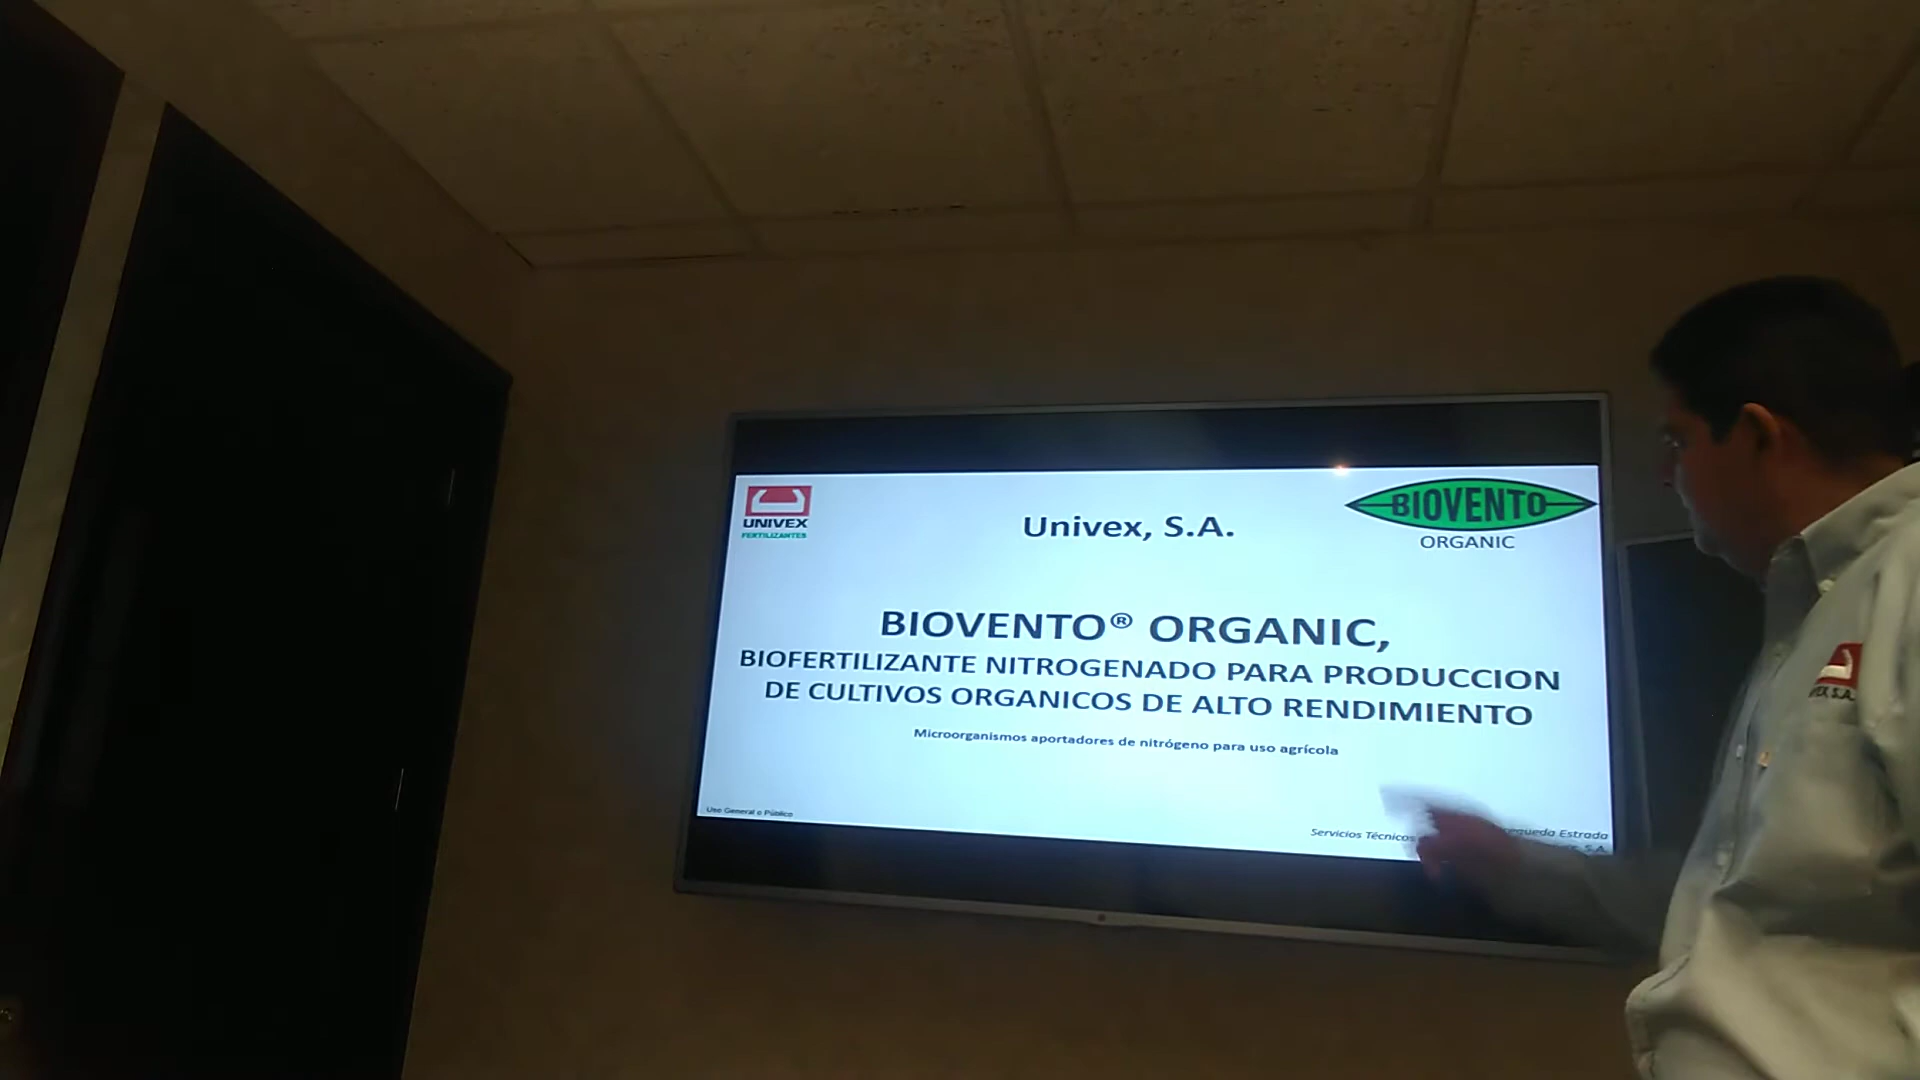 UNIVEX
FERTILIZANTES
Univex, S.A.
BIOVENTO
ORGANIC
BIOVENTO® ORGANIC,
BIOFERTILIZANTE NITROGENADO PARA PRODUCCION
DE CULTIVOS ORGANICOS DE ALTO RENDIMIENTO
Microorganismos aportadores de nitrógeno para uso agrícola
Uso General o Público
Servicios Técnicos Estrada
S.A.
S.A.